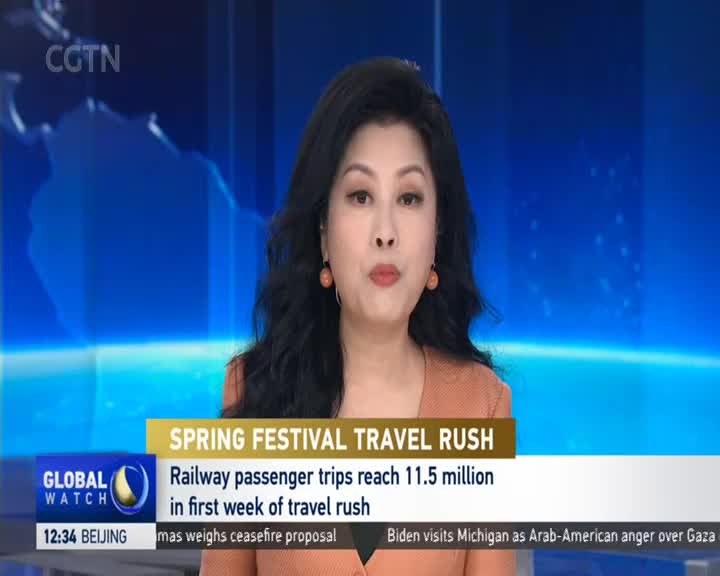 CGTN
SPRING FESTIVAL TRAVEL RUSH
Railway passenger trips reach 11.5 million
in first week of travel rush
GLOBAL
WATCH
12:34 BEIJING
mas weighs ceasefire proposal Biden visits Michigan as Arab-American anger over Gaza